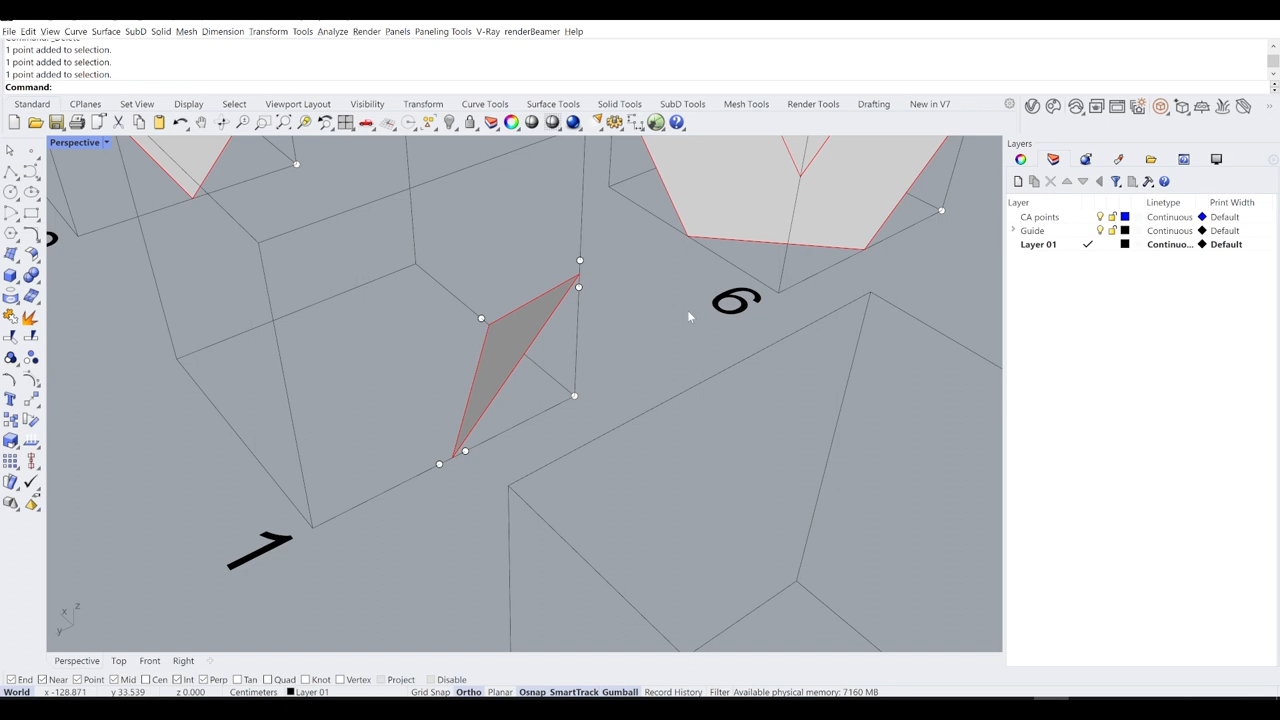 File Edit View Curve Surface SubD Solid Mesh Dimension Transform Tools Analyze Render Panels Paneling Tools V-Ray renderBeamer Help
1 point added to selection.
1 point added to selection.
1 point added to selection.
Command:
Standard CPlanes Set View Display Select Viewport Layout Visibility Transform Curve Tools Surface Tools Solid Tools SubD Tools Mesh Tools Render Tools Drafting New in V7
Perspective
Layers
Layer Linetype Print Width
CA points Continuous Default
Guide Continuous Default
Layer 01 Continuo... Default
6
1
z
x
y
Perspective Top Front Right
End Near Point Mid Cen Int Perp Tan Quad Knot Vertex Project Disable
World x -128.871 y 33.539 z 0.000 Centimeters Layer 01 Grid Snap Ortho Planar Osnap SmartTrack Gumball Record History Filter Available physical memory: 7160 MB